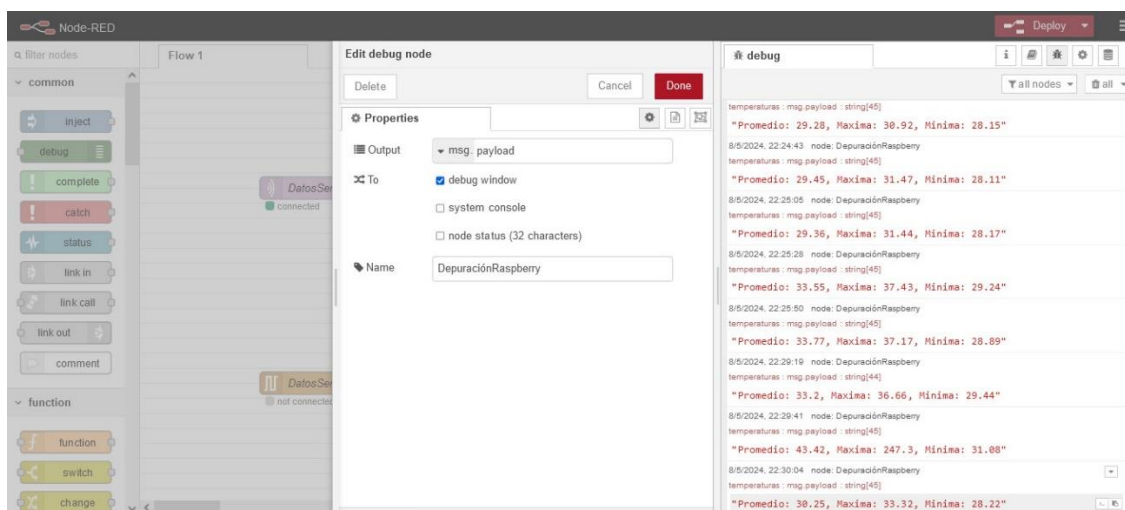 Node-RED
Deploy
filter nodes
common
inject
debug
complete
catch
status
link in
link call
link out
comment
function
function
switch
change
Flow 1
DatosSer
connected
DatosSer
not connected
Edit debug node
Delete
Cancel
Done
Properties
Output
msg. payload
To
debug window
system console
node status (32 characters)
Name
DepuraciónRaspberry
debug
i
all nodes
all
temperaturas : msg.payload : string[45]
"Promedio: 29.28, Maxima: 30.92, Minima: 28.15"
8/5/2024, 22:24:43 node: DepuraciónRaspberry
temperaturas : msg.payload : string[45]
"Promedio: 29.45, Maxima: 31.47, Minima: 28.11"
8/5/2024, 22:25:05 node: DepuraciónRaspberry
temperaturas : msg.payload : string[45]
"Promedio: 29.36, Maxima: 31.44, Minima: 28.17"
8/5/2024, 22:25:28 node: DepuraciónRaspberry
temperaturas : msg.payload : string[45]
"Promedio: 33.55, Maxima: 37.43, Minima: 29.24"
8/5/2024, 22:25:50 node: DepuraciónRaspberry
temperaturas : msg.payload : string[45]
"Promedio: 33.77, Maxima: 37.17, Minima: 28.89"
8/5/2024, 22:29:19 node: DepuraciónRaspberry
temperaturas : msg.payload : string[44]
"Promedio: 33.2, Maxima: 36.66, Minima: 29.44"
8/5/2024, 22:29:41 node: DepuraciónRaspberry
temperaturas : msg.payload : string[45]
"Promedio: 43.42, Maxima: 247.3, Minima: 31.08"
8/5/2024, 22:30:04 node: DepuraciónRaspberry
temperaturas : msg.payload : string[45]
"Promedio: 30.25, Maxima: 33.32, Minima: 28.22"